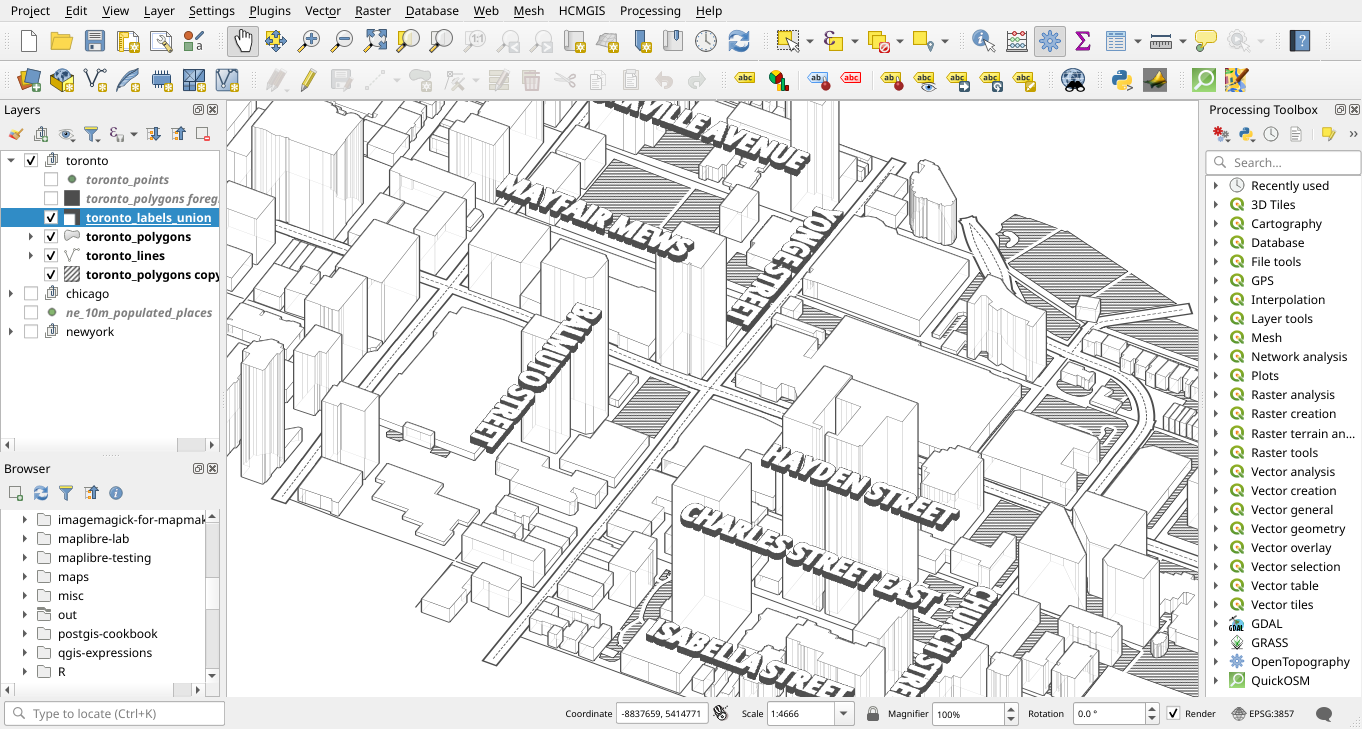 Project Edit View Layer Settings Plugins Vector Raster Database Web Mesh HCMGIS Processing Help
Layers
toronto
toronto_points
toronto_polygons foreg
toronto_labels_union
toronto_polygons
toronto_lines
toronto_polygons copy
chicago
ne_10m_populated_places
newyork
Browser
imagemagick-for-mapmak
maplibre-lab
maplibre-testing
maps
misc
out
postgis-cookbook
qgis-expressions
R
AVENUE
MAYFAIR MEWS
YONGE STREET
BALMUTO STREET
HAYDEN STREET
CHARLES STREET EAST
CHURCH STRE
ISABELLA STREET
Processing Toolbox
Search...
Recently used
3D Tiles
Cartography
Database
File tools
GPS
Interpolation
Layer tools
Mesh
Network analysis
Plots
Raster analysis
Raster creation
Raster terrain an...
Raster tools
Vector analysis
Vector creation
Vector general
Vector geometry
Vector overlay
Vector selection
Vector table
Vector tiles
GDAL
GRASS
OpenTopography
QuickOSM
Type to locate (Ctrl+K)
Coordinate -8837659, 5414771 Scale 1:4666 Magnifier 100% Rotation 0.0 ° Render EPSG:3857